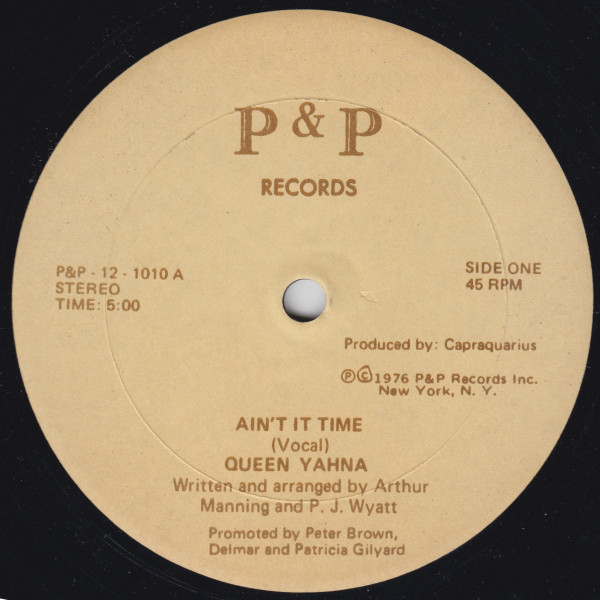 P & P
RECORDS
P&P - 12 - 1010 A
STEREO
TIME: 5:00
SIDE ONE
45 RPM
Produced by: Capraquarius
Ⓟ©1976 P&P Records Inc.
New York, N. Y.
AIN'T IT TIME
(Vocal)
QUEEN YAHNA
Written and arranged by Arthur
Manning and P. J. Wyatt
Promoted by Peter Brown,
Delmar and Patricia Gilyard